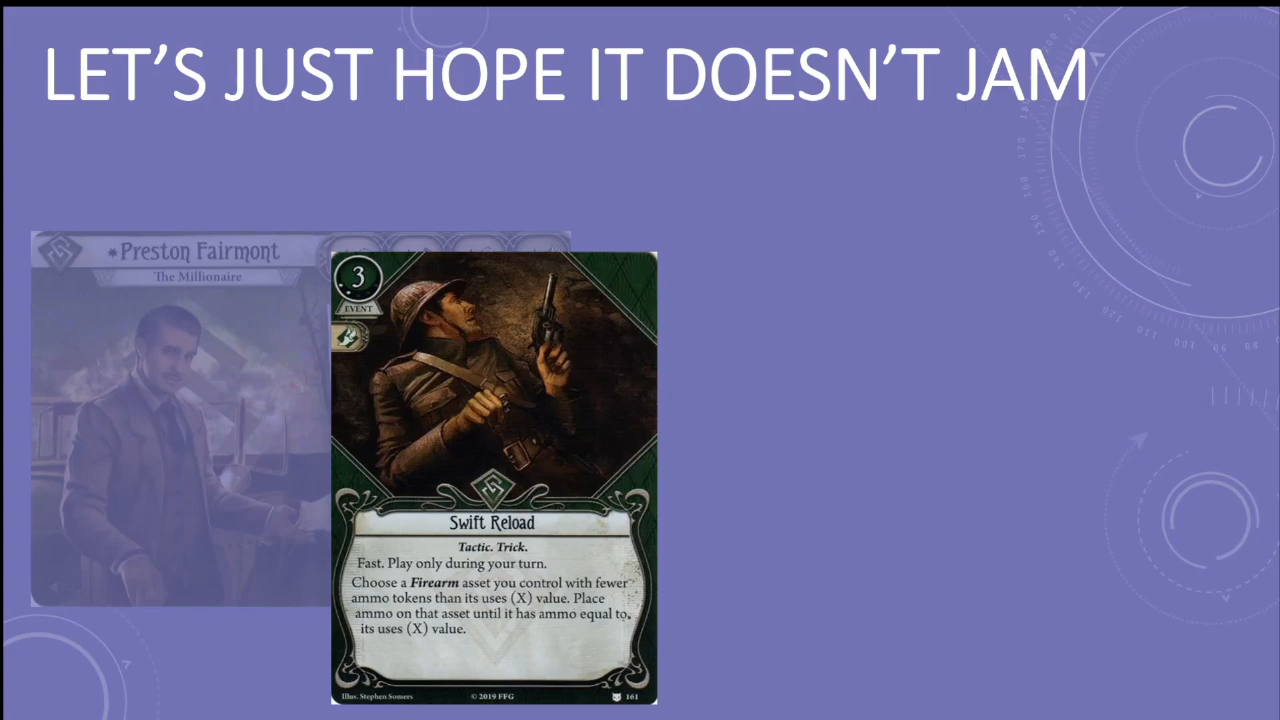 LET'S JUST HOPE IT DOESN'T JAM
Preston Fairmont
The Millionaire
3
EVENT
Swift Reload
Tactic. Trick.
Fast. Play only during your turn.
Choose a Firearm asset you control with fewer
ammo tokens than its uses (X) value. Place
ammo on that asset until it has ammo equal to
its uses (X) value.
Illus. Stephen Somers
© 2019 FFG
161